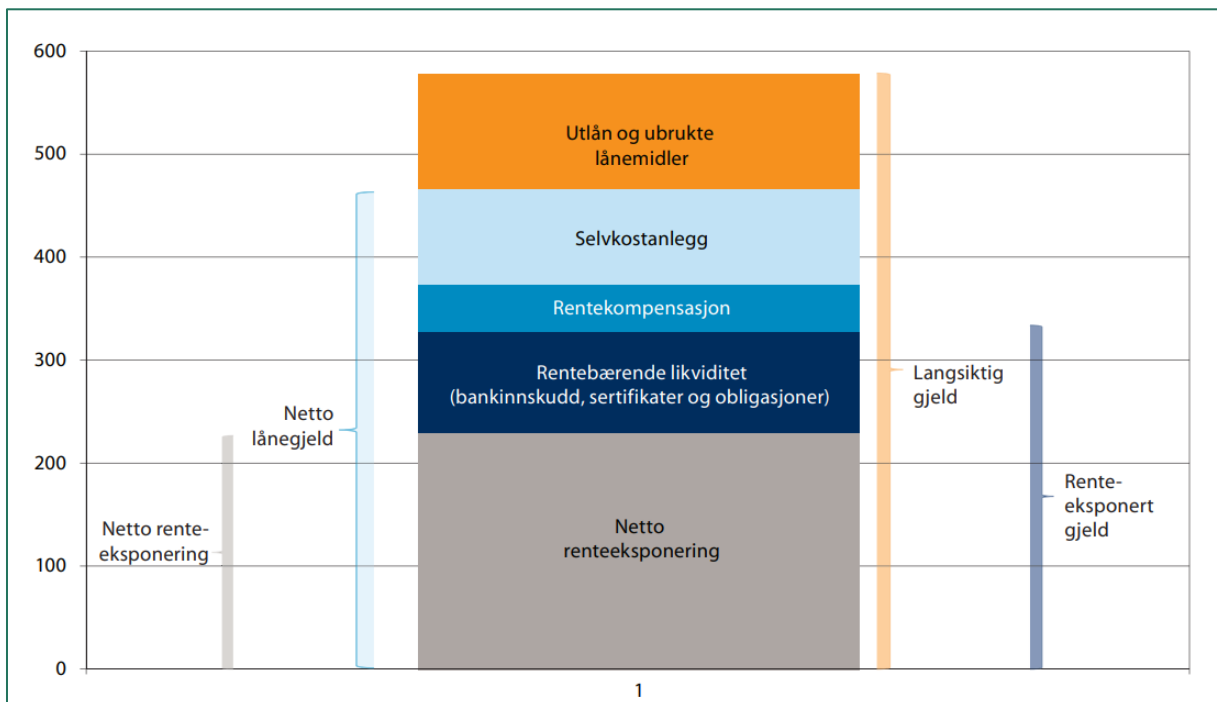 600
500
400
300
200
100
0
Utlån og ubrukte
lånemidler
Selvkostanlegg
Rentekompensasjon
Rentebærende likviditet
(bankinnskudd, sertifikater og obligasjoner)
Netto
renteeksponering
Netto rente-
eksponering
Netto
lånegjeld
Langsiktig
gjeld
Rente-
eksponert
gjeld
1